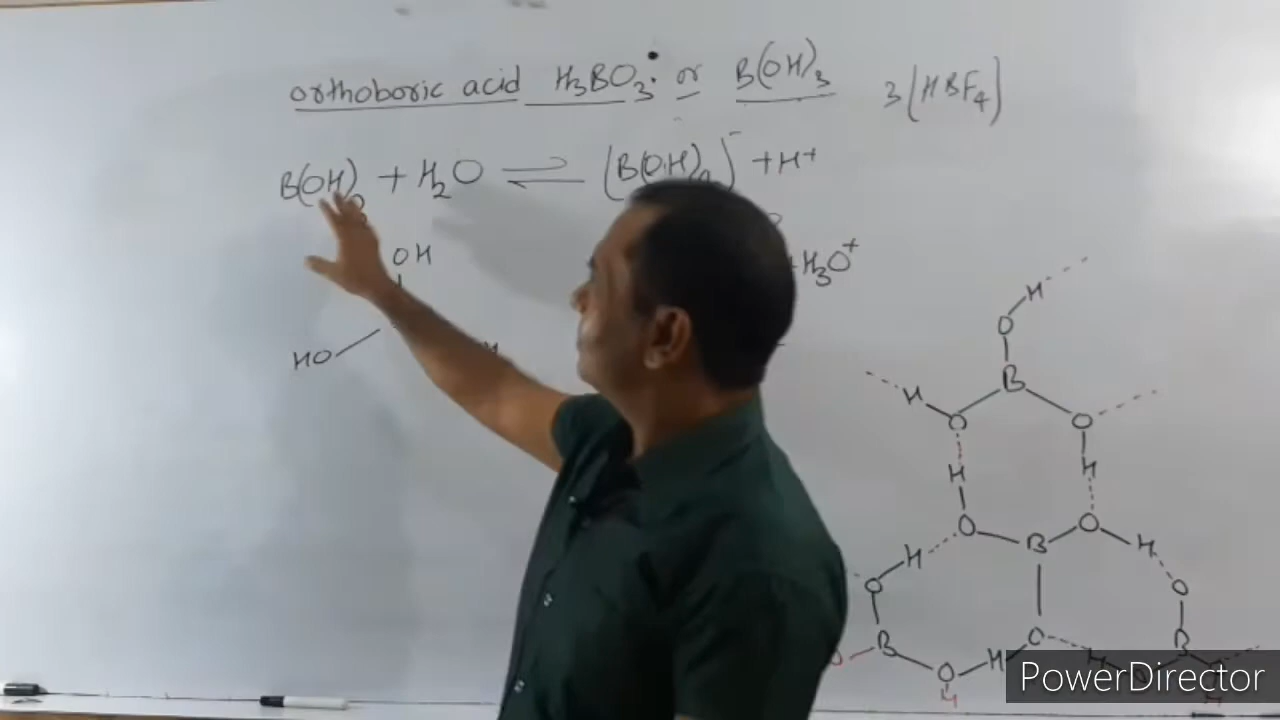 orthoboric acid H₃BO₃ or B(OH)₃ 3(HBF₄)
B(OH)₃ + H₂O ⇌ (B(OH)₄)⁻ + H⁺
OH
+H₃O⁺
HO
H
H
O
B
H
O
O
H
H
O
B
O
H
H
O
O
B
O
H
O
H
B
H
H
PowerDirector